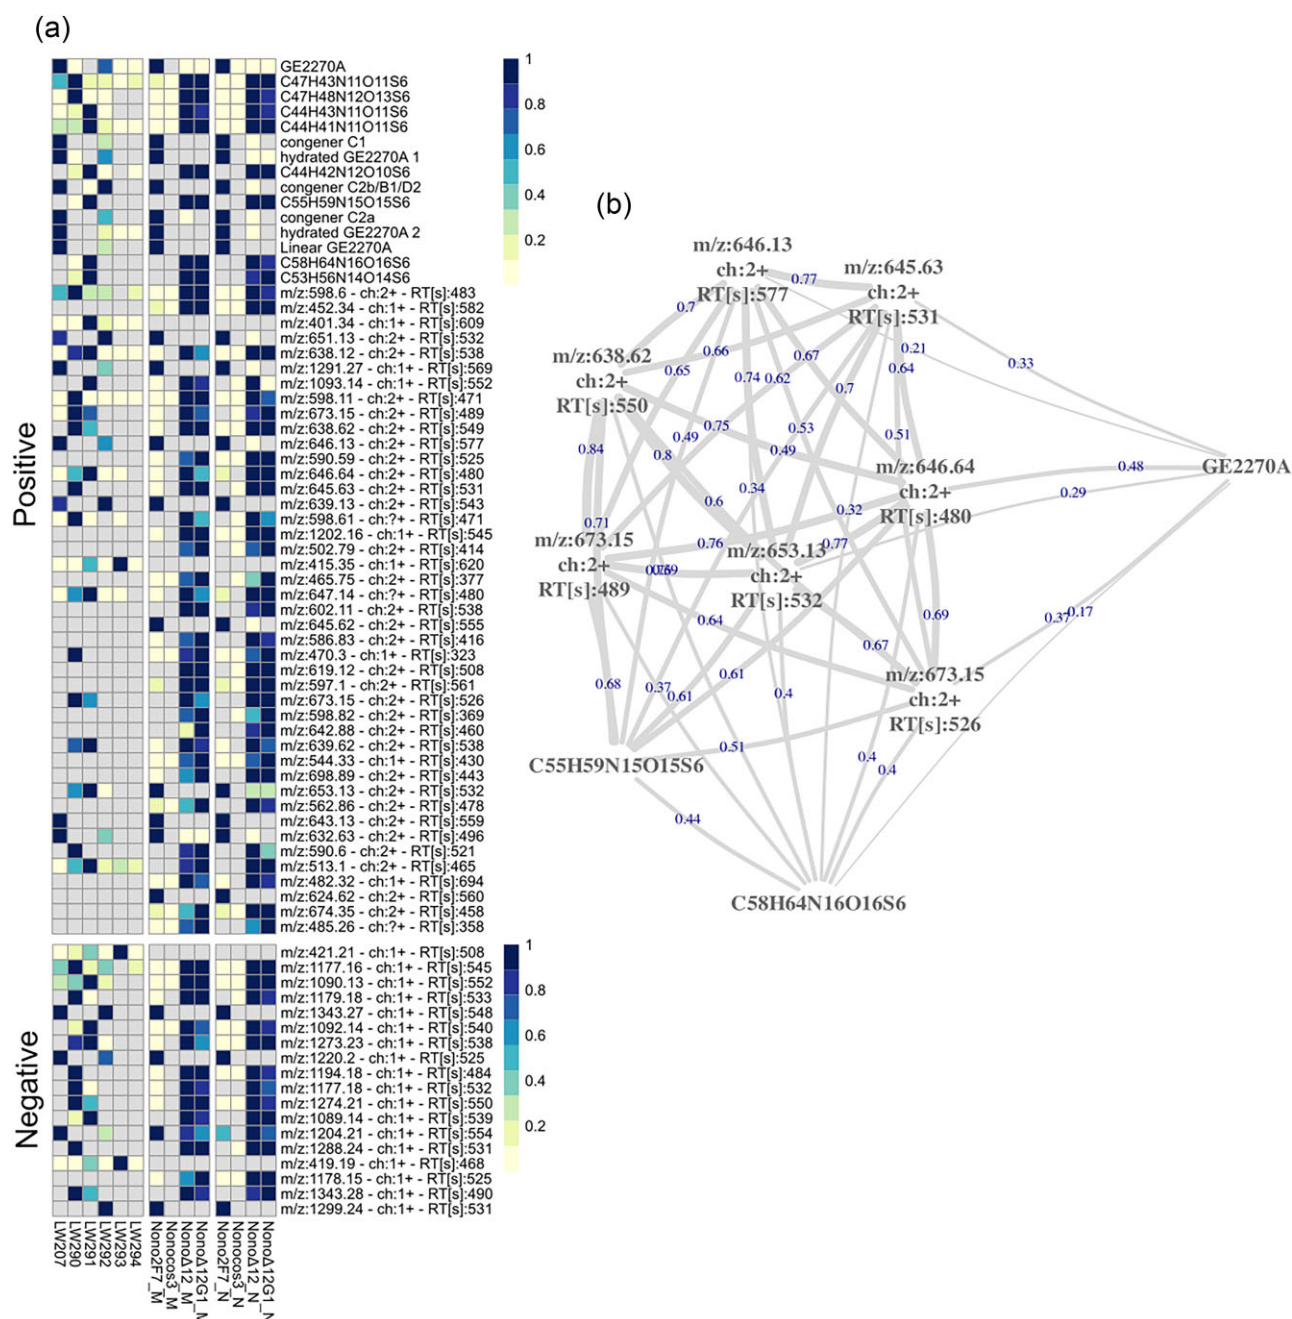 (a)
Positive
GE2270A
C47H43N11O11S6
C47H48N12O13S6
C44H43N11O11S6
C44H41N11O11S6
congener C1
hydrated GE2270A 1
C44H42N12O10S6
congener C2b/B1/D2
C55H59N15O15S6
congener C2a
hydrated GE2270A 2
Linear GE2270A
C58H64N16O16S6
C53H56N14O14S6
m/z:598.6 - ch:2+ - RT[s]:483
m/z:452.34 - ch:1+ - RT[s]:582
m/z:401.34 - ch:1+ - RT[s]:609
m/z:651.13 - ch:2+ - RT[s]:532
m/z:638.12 - ch:2+ - RT[s]:538
m/z:1291.27 - ch:1+ - RT[s]:569
m/z:1093.14 - ch:1+ - RT[s]:552
m/z:598.11 - ch:2+ - RT[s]:471
m/z:673.15 - ch:2+ - RT[s]:489
m/z:638.62 - ch:2+ - RT[s]:549
m/z:646.13 - ch:2+ - RT[s]:577
m/z:590.59 - ch:2+ - RT[s]:525
m/z:646.64 - ch:2+ - RT[s]:480
m/z:645.63 - ch:2+ - RT[s]:531
m/z:639.13 - ch:2+ - RT[s]:543
m/z:598.61 - ch:?+ - RT[s]:471
m/z:1202.16 - ch:1+ - RT[s]:545
m/z:502.79 - ch:2+ - RT[s]:414
m/z:415.35 - ch:1+ - RT[s]:620
m/z:465.75 - ch:2+ - RT[s]:377
m/z:647.14 - ch:?+ - RT[s]:480
m/z:602.11 - ch:2+ - RT[s]:538
m/z:645.62 - ch:2+ - RT[s]:555
m/z:586.83 - ch:2+ - RT[s]:416
m/z:470.3 - ch:1+ - RT[s]:323
m/z:619.12 - ch:2+ - RT[s]:508
m/z:597.1 - ch:2+ - RT[s]:561
m/z:673.15 - ch:2+ - RT[s]:526
m/z:598.82 - ch:2+ - RT[s]:369
m/z:642.88 - ch:2+ - RT[s]:460
m/z:639.62 - ch:2+ - RT[s]:538
m/z:544.33 - ch:1+ - RT[s]:430
m/z:698.89 - ch:2+ - RT[s]:443
m/z:653.13 - ch:2+ - RT[s]:532
m/z:562.86 - ch:2+ - RT[s]:478
m/z:643.13 - ch:2+ - RT[s]:559
m/z:632.63 - ch:2+ - RT[s]:496
m/z:590.6 - ch:2+ - RT[s]:521
m/z:513.1 - ch:2+ - RT[s]:465
m/z:482.32 - ch:1+ - RT[s]:694
m/z:624.62 - ch:2+ - RT[s]:560
m/z:674.35 - ch:2+ - RT[s]:458
m/z:485.26 - ch:?+ - RT[s]:358
1
0.8
0.6
0.4
0.2
Negative
m/z:421.21 - ch:1+ - RT[s]:508
m/z:1177.16 - ch:1+ - RT[s]:545
m/z:1090.13 - ch:1+ - RT[s]:552
m/z:1179.18 - ch:1+ - RT[s]:533
m/z:1343.27 - ch:1+ - RT[s]:548
m/z:1092.14 - ch:1+ - RT[s]:540
m/z:1273.23 - ch:1+ - RT[s]:538
m/z:1220.2 - ch:1+ - RT[s]:525
m/z:1194.18 - ch:1+ - RT[s]:484
m/z:1177.18 - ch:1+ - RT[s]:532
m/z:1274.21 - ch:1+ - RT[s]:550
m/z:1089.14 - ch:1+ - RT[s]:539
m/z:1204.21 - ch:1+ - RT[s]:554
m/z:1288.24 - ch:1+ - RT[s]:531
m/z:419.19 - ch:1+ - RT[s]:468
m/z:1178.15 - ch:1+ - RT[s]:525
m/z:1343.28 - ch:1+ - RT[s]:490
m/z:1299.24 - ch:1+ - RT[s]:531
1
0.8
0.6
0.4
0.2
LW207
LW290
LW291
LW292
LW293
LW294
Nono2F7_M
Nonocos3_M
NonoΔ12_M
NonoΔ12G1_M
Nono2F7_N
Nonocos3_N
NonoΔ12_N
NonoΔ12G1_N
(b)
m/z:646.13
ch:2+
RT[s]:577
m/z:645.63
ch:2+
RT[s]:531
m/z:638.62
ch:2+
RT[s]:550
GE2270A
m/z:646.64
ch:2+
RT[s]:480
m/z:673.15
ch:2+
RT[s]:489
m/z:653.13
ch:2+
RT[s]:532
m/z:673.15
ch:2+
RT[s]:526
C55H59N15O15S6
C58H64N16O16S6
0.77
0.7
0.66
0.67
0.21
0.33
0.65
0.74
0.62
0.7
0.64
0.75
0.49
0.53
0.51
0.84
0.8
0.49
0.48
0.34
0.29
0.6
0.32
0.71
0.76
0.77
0.64
0.69
0.37
0.17
0.67
0.68
0.37
0.61
0.61
0.4
0.51
0.4
0.4
0.44